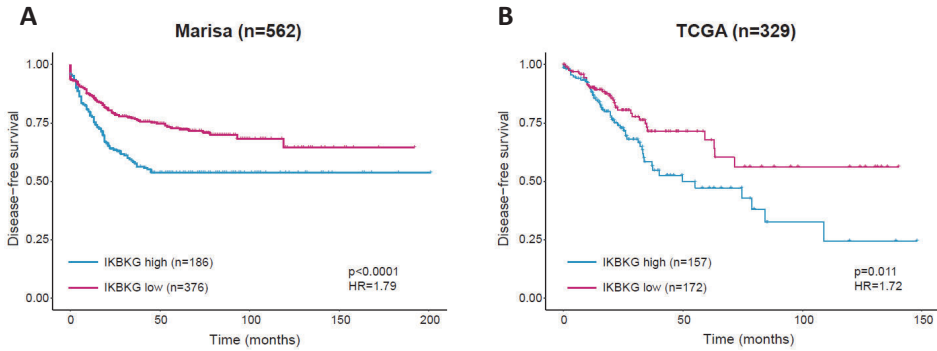 A
Marisa (n=562)
Disease-free survival
1.00
0.75
0.50
0.25
0.00
IKBKG high (n=186)
IKBKG low (n=376)
p<0.0001
HR=1.79
0 50 100 150 200
Time (months)
B
TCGA (n=329)
Disease-free survival
1.00
0.75
0.50
0.25
0.00
IKBKG high (n=157)
IKBKG low (n=172)
p=0.011
HR=1.72
0 50 100 150
Time (months)